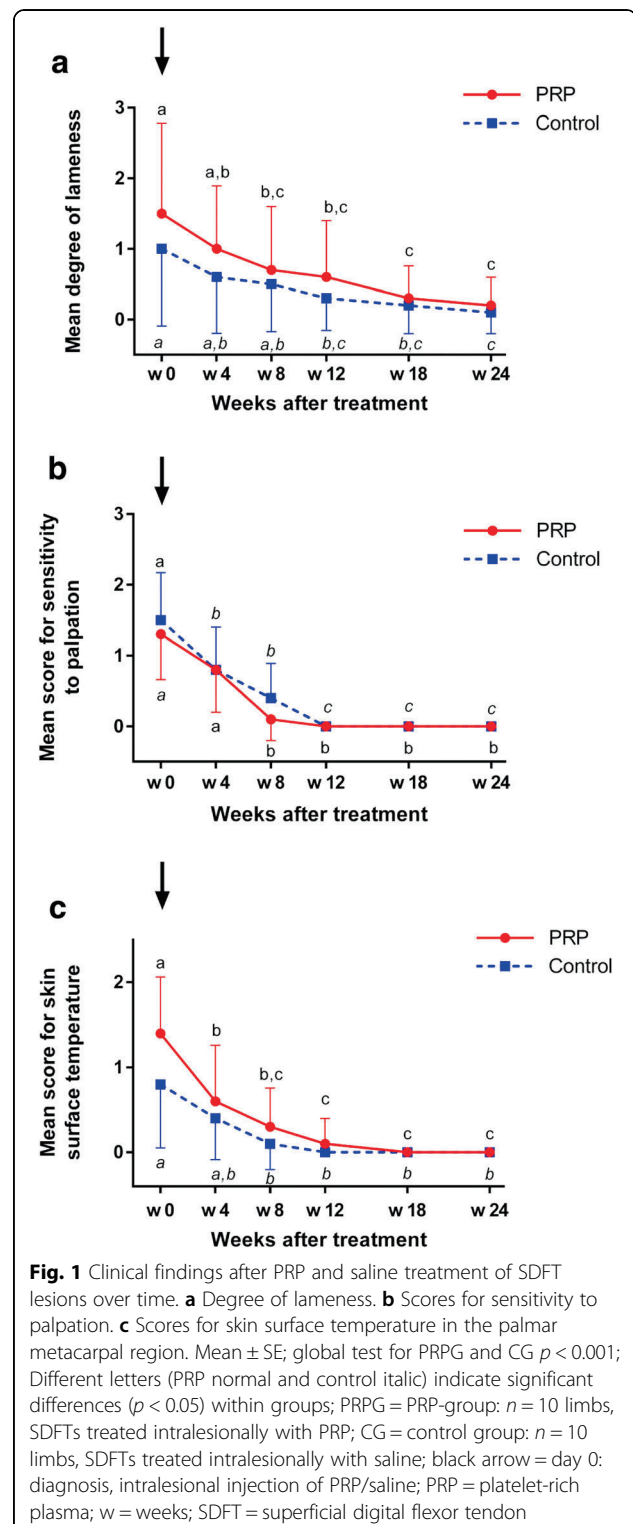 a
3
2
1
0
Mean degree of lameness
PRP
Control
a
a,b
b,c
b,c
c
c
a
a,b
a,b
b,c
b,c
c
w 0 w 4 w 8 w 12 w 18 w 24
Weeks after treatment
b
3
2
1
0
Mean score for sensitivity
to palpation
PRP
Control
a
b
b
c
c
c
a
a
b
b
b
b
w 0 w 4 w 8 w 12 w 18 w 24
Weeks after treatment
c
2
1
0
Mean score for skin
surface temperature
PRP
Control
a
b
b,c
c
c
c
a
a,b
b
b
b
b
w 0 w 4 w 8 w 12 w 18 w 24
Weeks after treatment
Fig. 1 Clinical findings after PRP and saline treatment of SDFT
lesions over time. a Degree of lameness. b Scores for sensitivity to
palpation. c Scores for skin surface temperature in the palmar
metacarpal region. Mean ± SE; global test for PRPG and CG p < 0.001;
Different letters (PRP normal and control italic) indicate significant
differences (p < 0.05) within groups; PRPG = PRP-group: n = 10 limbs,
SDFTs treated intralesionally with PRP; CG = control group: n = 10
limbs, SDFTs treated intralesionally with saline; black arrow = day 0:
diagnosis, intralesional injection of PRP/saline; PRP = platelet-rich
plasma; w = weeks; SDFT = superficial digital flexor tendon